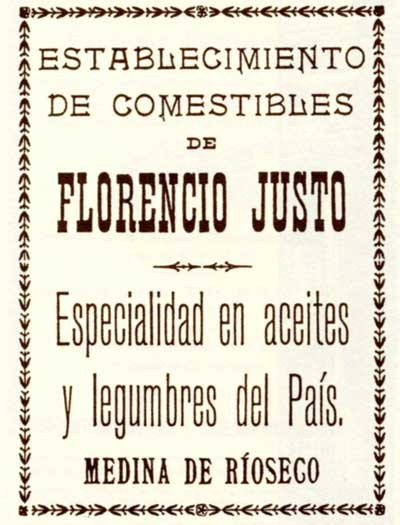 ESTABLECIMIENTO
DE COMESTIBLES
DE
FLORENCIO JUSTO
Especialidad en aceites
y legumbres del País.
MEDINA DE RÍOSECO